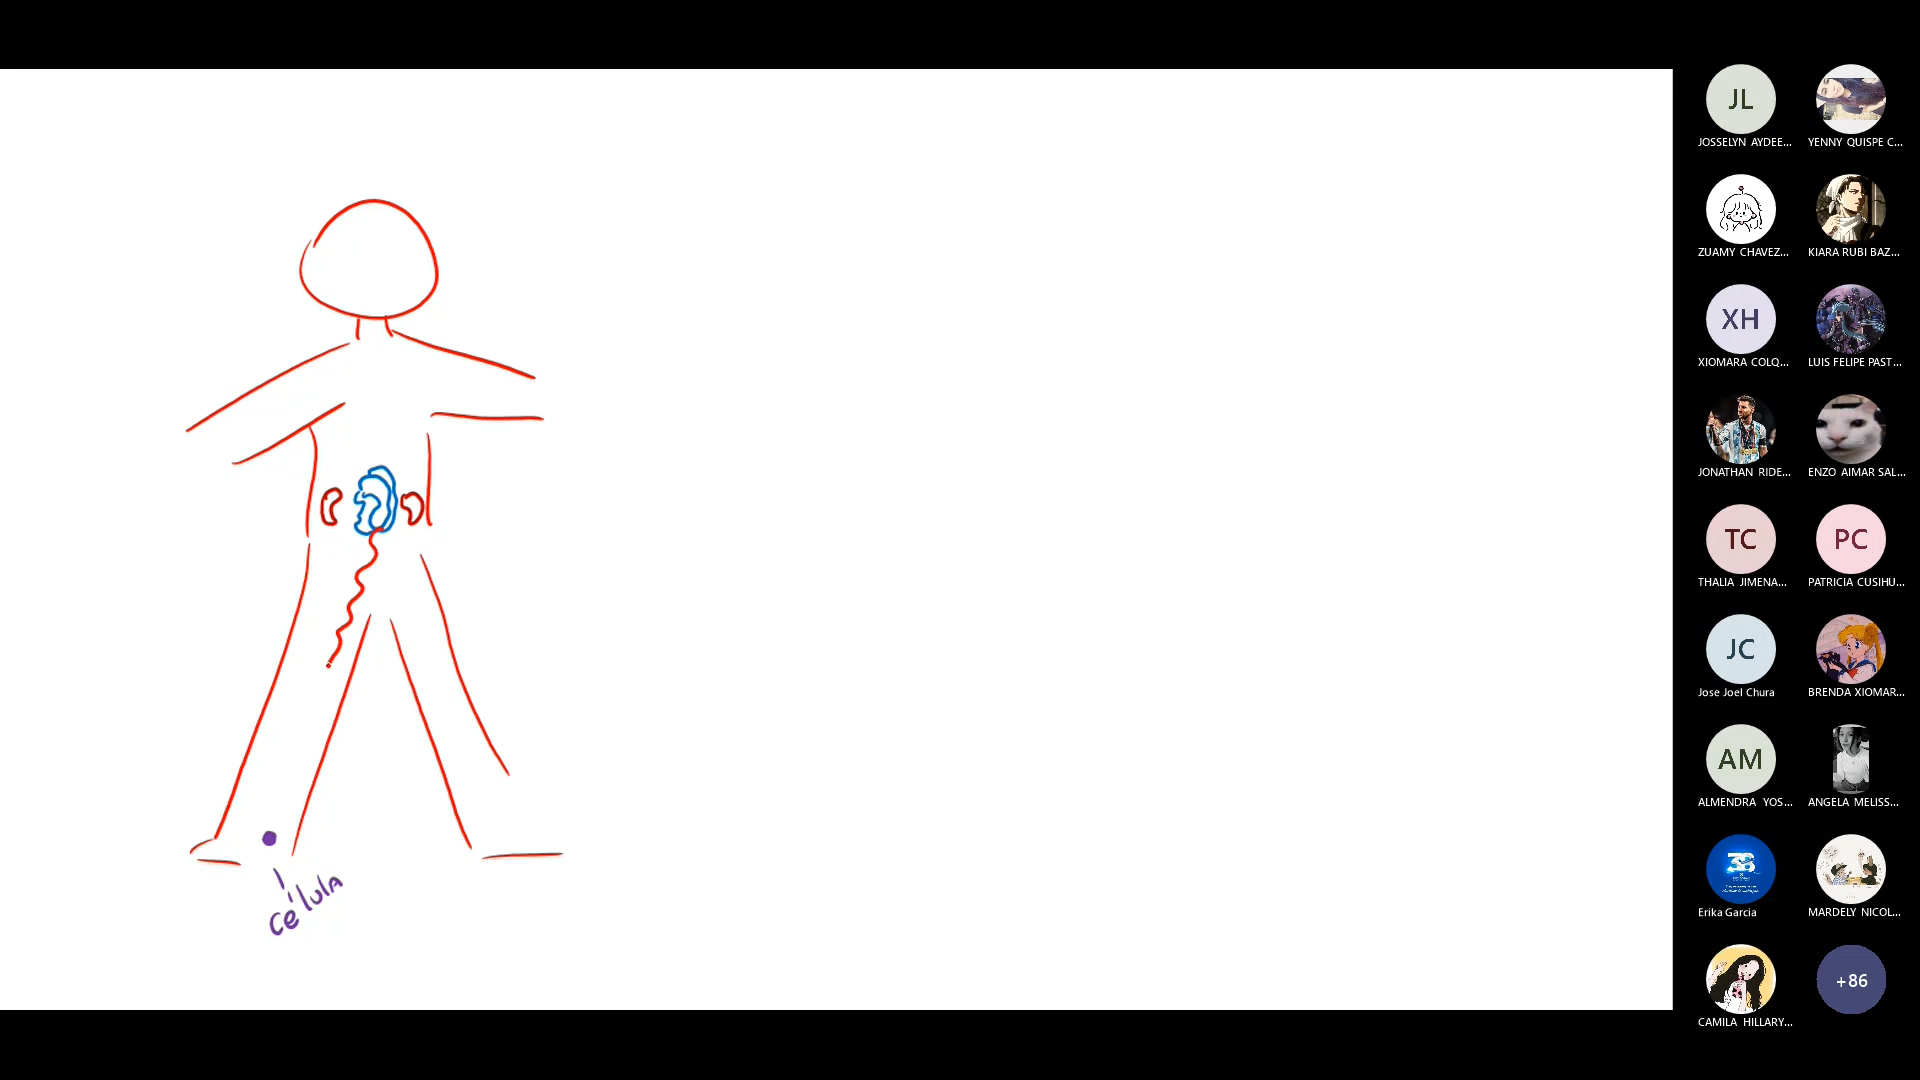 célula
JL
JOSSELYN AYDEE...
YENNY QUISPE C...
ZUAMY CHAVEZ...
KIARA RUBI BAZ...
XH
XIOMARA COLQ...
LUIS FELIPE PAST...
JONATHAN RIDE...
ENZO AIMAR SAL...
TC
PC
THALIA JIMENA...
PATRICIA CUSIHU...
JC
Jose Joel Chura
BRENDA XIOMAR...
AM
ALMENDRA YOS...
ANGELA MELISS...
Erika García
MARDELY NICOL...
+86
CAMILA HILLARY...